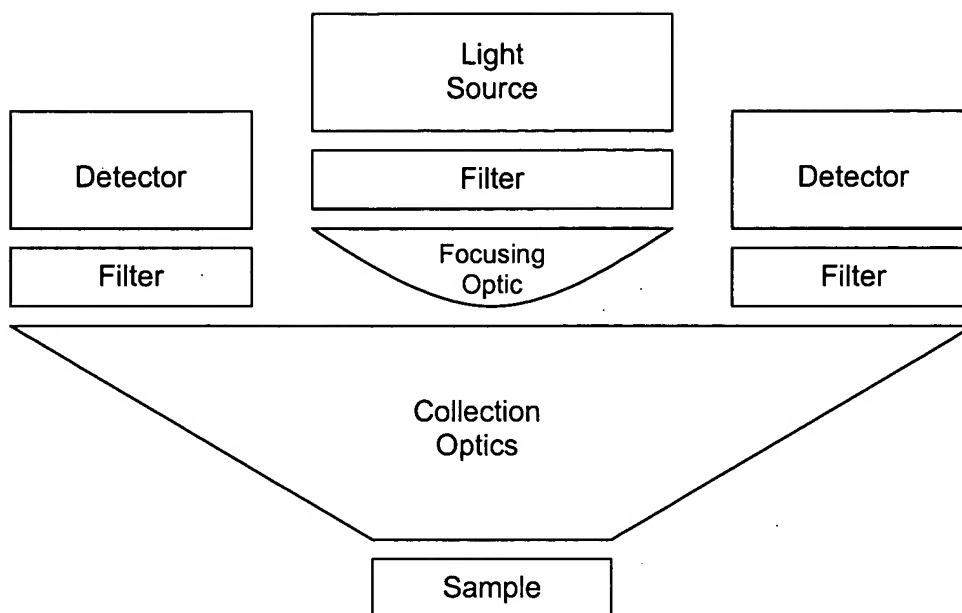 Light
Source
Detector
Filter
Detector
Filter
Focusing
Optic
Filter
Collection
Optics
Sample